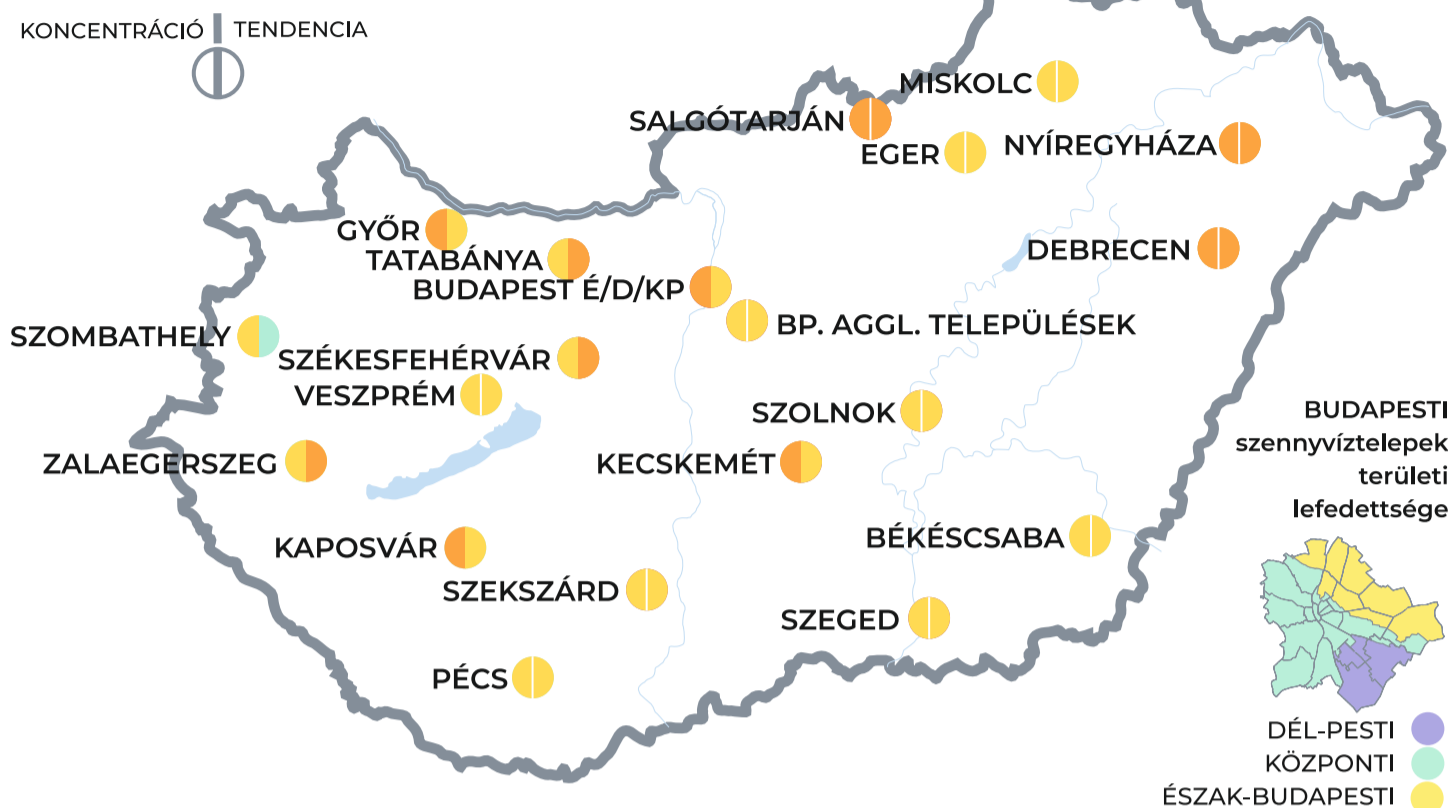 KONCENTRÁCIÓ TENDENCIA
MISKOLC
SALGÓTARJÁN
EGER
NYÍREGYHÁZA
GYŐR
TATABÁNYA
DEBRECEN
BUDAPEST É/D/KP
BP. AGGL. TELEPÜLÉSEK
SZOMBATHELY
SZÉKESFEHÉRVÁR
VESZPRÉM
SZOLNOK
ZALAEGERSZEG
KECSKEMÉT
KAPOSVÁR
BÉKÉSCSABA
SZEKSZÁRD
SZEGED
PÉCS
BUDAPESTI
szennyvíztelepek
területi
lefedettsége
DÉL-PESTI
KÖZPONTI
ÉSZAK-BUDAPESTI